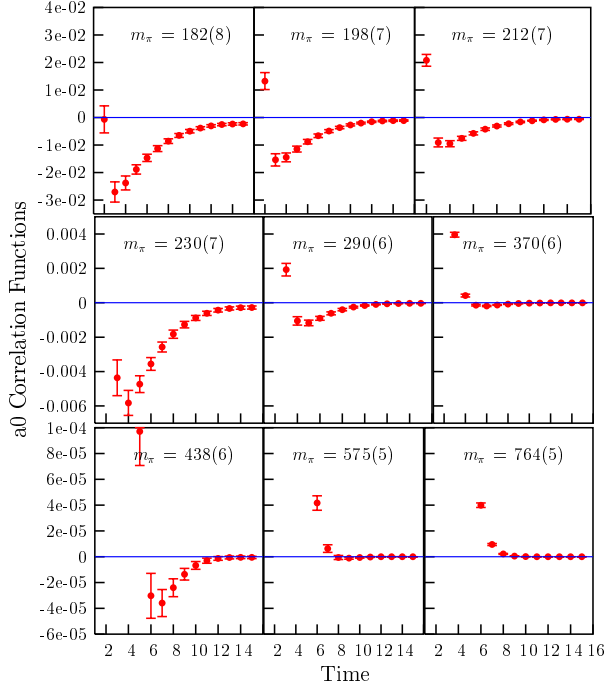 4e-02
3e-02
2e-02
1e-02
0
-1e-02
-2e-02
-3e-02
m_π = 182(8)
m_π = 198(7)
m_π = 212(7)
a0 Correlation Functions
0.004
0.002
0
-0.002
-0.004
-0.006
m_π = 230(7)
m_π = 290(6)
m_π = 370(6)
1e-04
8e-05
6e-05
4e-05
2e-05
0
-2e-05
-4e-05
-6e-05
m_π = 438(6)
m_π = 575(5)
m_π = 764(5)
2 4 6 8 10 12 14 2 4 6 8 10 12 14 2 4 6 8 10 12 14 16
Time